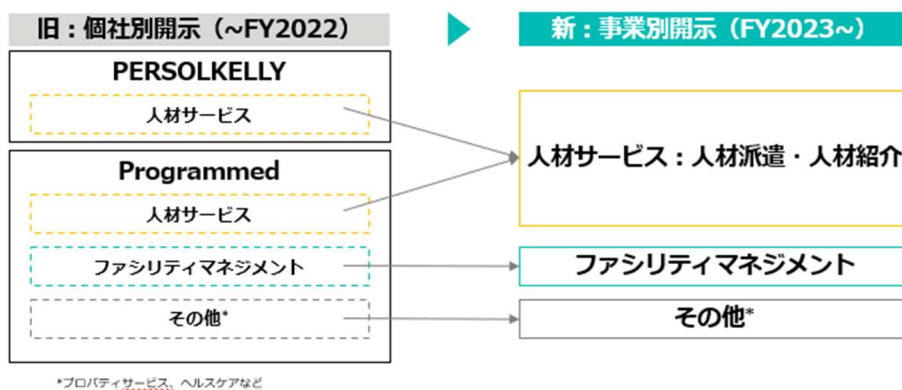 旧：個社別開示（~FY2022）
新：事業別開示（FY2023~）
PERSOLKELLY
人材サービス
Programmed
人材サービス
ファシリティマネジメント
その他*
人材サービス：人材派遣・人材紹介
ファシリティマネジメント
その他*
*プロパティサービス、ヘルスケアなど